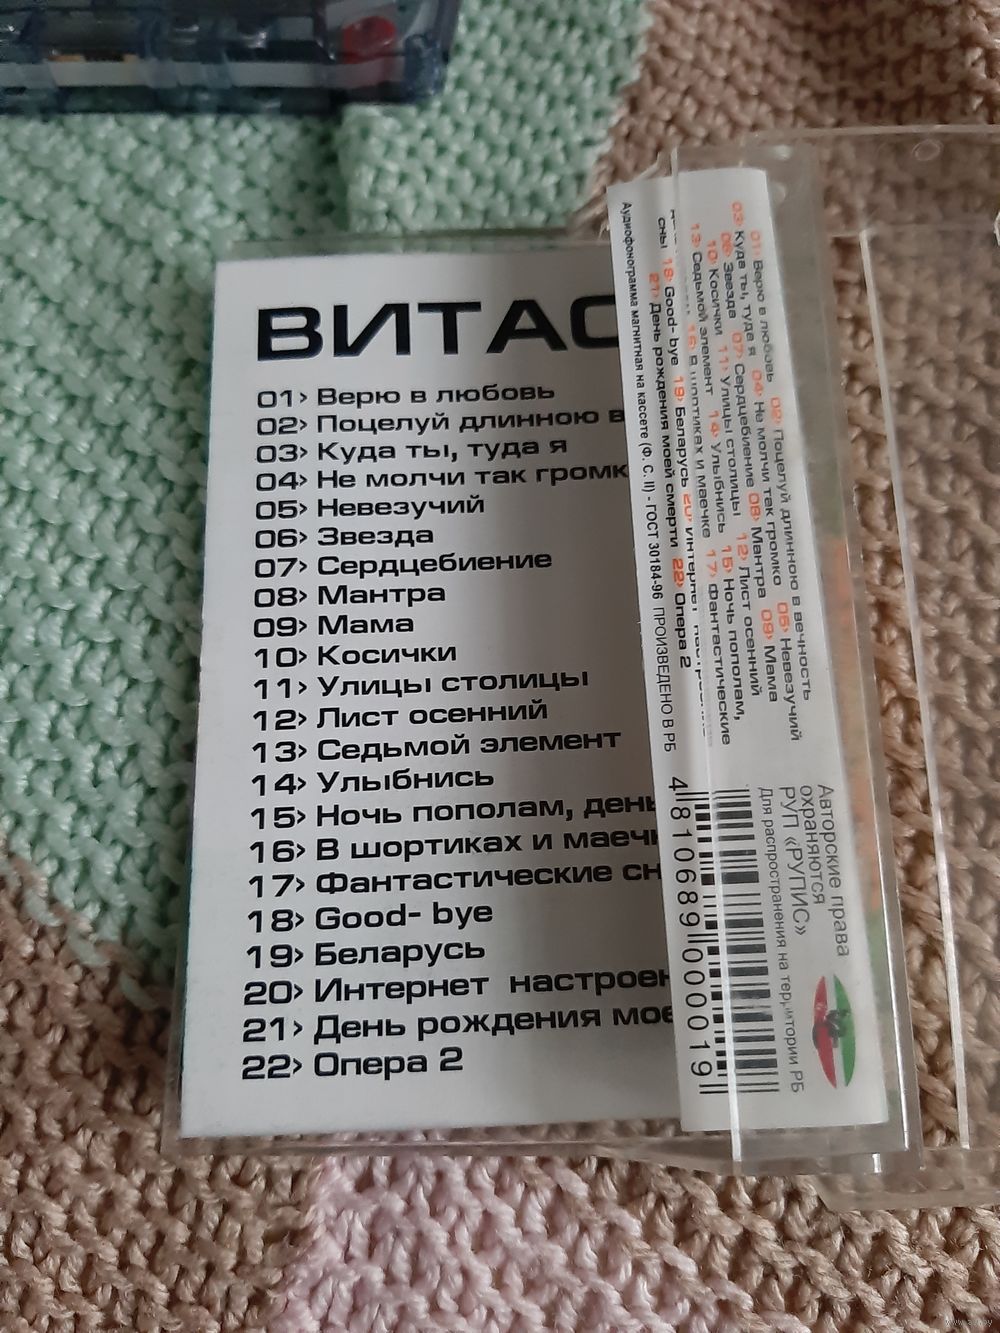 ВИТАС
01› Верю в любовь
02› Поцелуй длинною в
03› Куда ты, туда я
04› Не молчи так громк
05› Невезучий
06› Звезда
07› Сердцебиение
08› Мантра
09› Мама
10› Косички
11› Улицы столицы
12› Лист осенний
13› Седьмой элемент
14› Улыбнись
15› Ночь пополам, день
16› В шортиках и маечк
17› Фантастические сн
18› Good- bye
19› Беларусь
20› Интернет настроен
21› День рождения мое
22› Опера 2
01› Верю в любовь 02› Поцелуй длинною в вечность
03› Куда ты, туда я 04› Не молчи так громко 05› Невезучий
06› Звезда 07› Сердцебиение 08› Мантра 09› Мама
10› Косички 11› Улицы столицы 12› Лист осенний
13› Седьмой элемент 14› Улыбнись 15› Ночь пополам,
16› В шортиках и маечке 17› Фантастические
сны 18› Good- bye 19› Беларусь 20› Интернет
21› День рождения моей смерти 22› Опера 2
Аудиофонограмма магнитная на кассете (Ф. С. II) - ГОСТ 30184-96 ПРОИЗВЕДЕНО В РБ
Авторские права
охраняются
РУП «РУПИС»
Для распространения на территории РБ
4 810689 000019